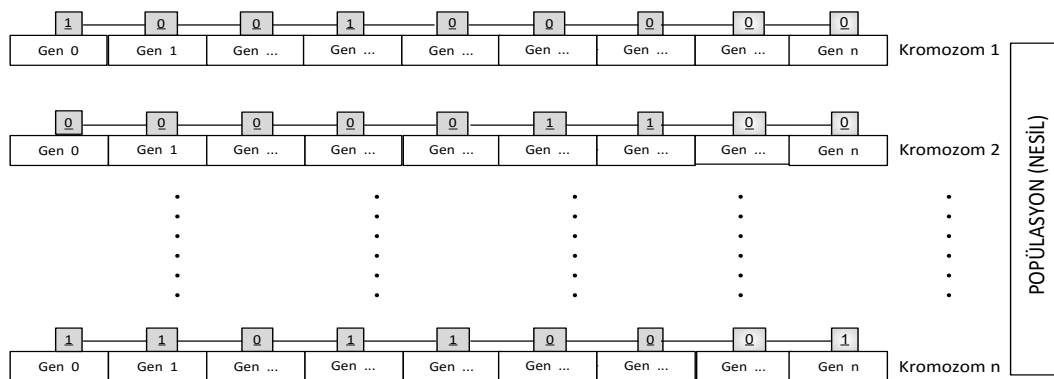 1 0 0 1 0 0 0 0 0
Gen 0 Gen 1 Gen ... Gen ... Gen ... Gen ... Gen ... Gen ... Gen n Kromozom 1
0 0 0 0 0 1 1 0 0
Gen 0 Gen 1 Gen ... Gen ... Gen ... Gen ... Gen ... Gen ... Gen n Kromozom 2
1 1 0 1 1 0 0 0 1
Gen 0 Gen 1 Gen ... Gen ... Gen ... Gen ... Gen ... Gen ... Gen n Kromozom n
POPÜLASYON (NESİL)